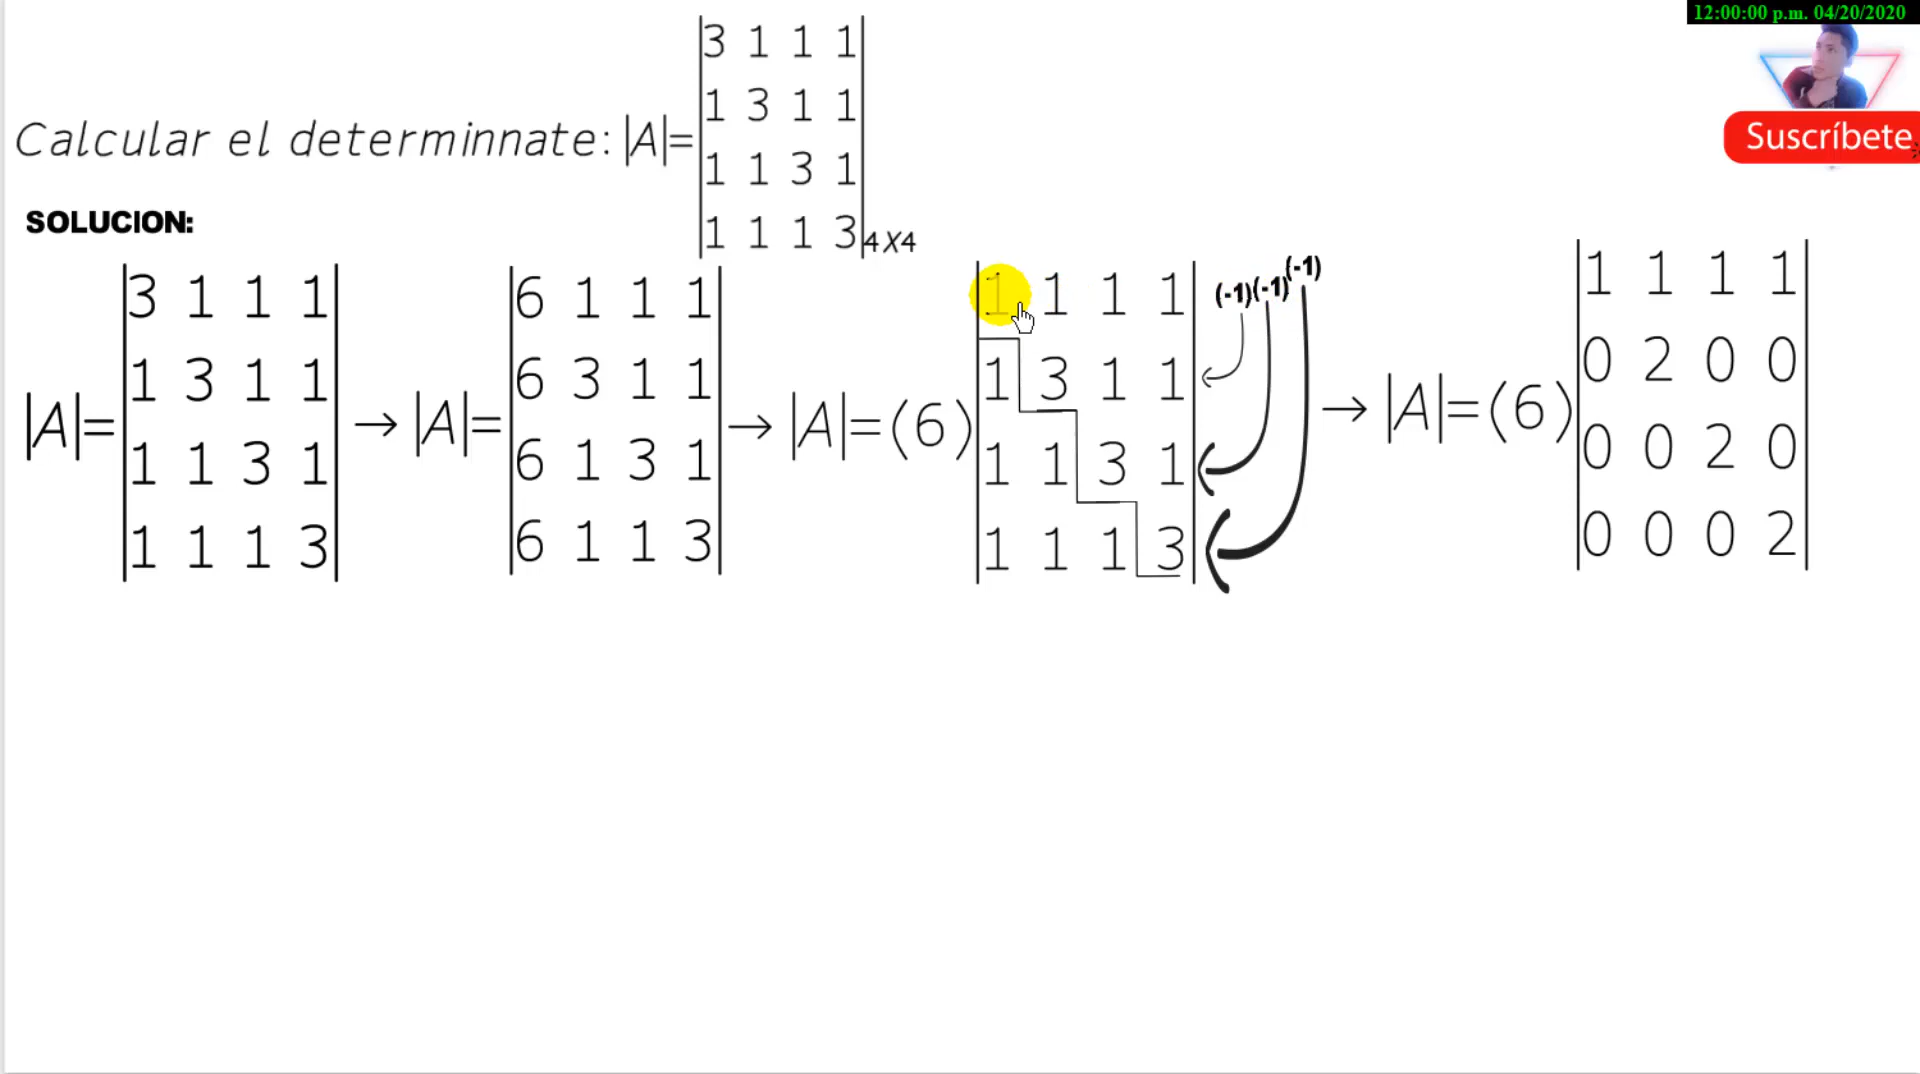 12:00:00 p.m. 04/20/2020
Suscríbete
Calcular el determinnate: |A|=
|3 1 1 1|
|1 3 1 1|
|1 1 3 1|
|1 1 1 3| 4X4
SOLUCION:
|A|=
|3 1 1 1|
|1 3 1 1|
|1 1 3 1|
|1 1 1 3|
→ |A|=
|6 1 1 1|
|6 3 1 1|
|6 1 3 1|
|6 1 1 3|
→ |A|=(6)
|1 1 1 1| (-1)(-1)(-1)
|1 3 1 1|
|1 1 3 1|
|1 1 1 3|
→ |A|=(6)
|1 1 1 1|
|0 2 0 0|
|0 0 2 0|
|0 0 0 2|